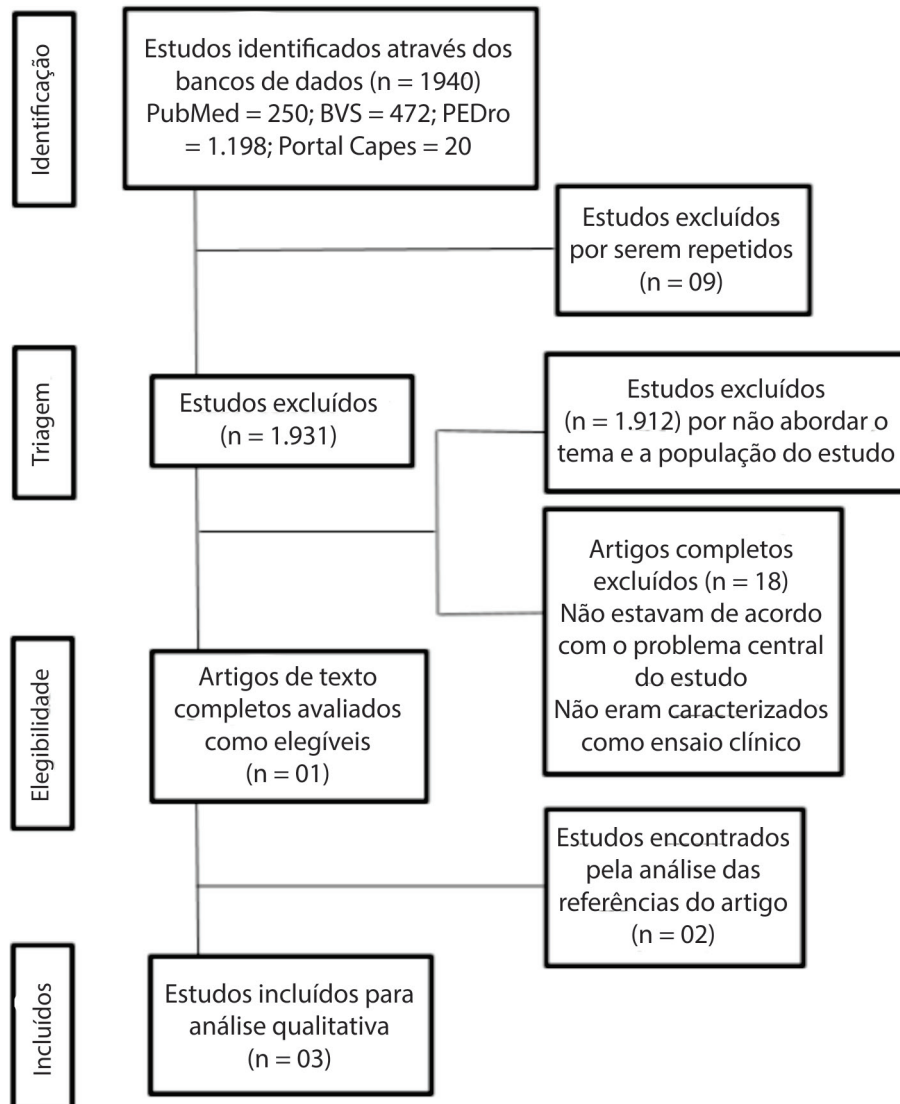 Identificação
Estudos identificados através dos
bancos de dados (n = 1940)
PubMed = 250; BVS = 472; PEDro
= 1.198; Portal Capes = 20
Estudos excluídos
por serem repetidos
(n = 09)
Triagem
Estudos excluídos
(n = 1.931)
Estudos excluídos
(n = 1.912) por não abordar o
tema e a população do estudo
Artigos completos
excluídos (n = 18)
Não estavam de acordo
com o problema central
do estudo
Não eram caracterizados
como ensaio clínico
Elegibilidade
Artigos de texto
completos avaliados
como elegíveis
(n = 01)
Estudos encontrados
pela análise das
referências do artigo
(n = 02)
Incluídos
Estudos incluídos para
análise qualitativa
(n = 03)